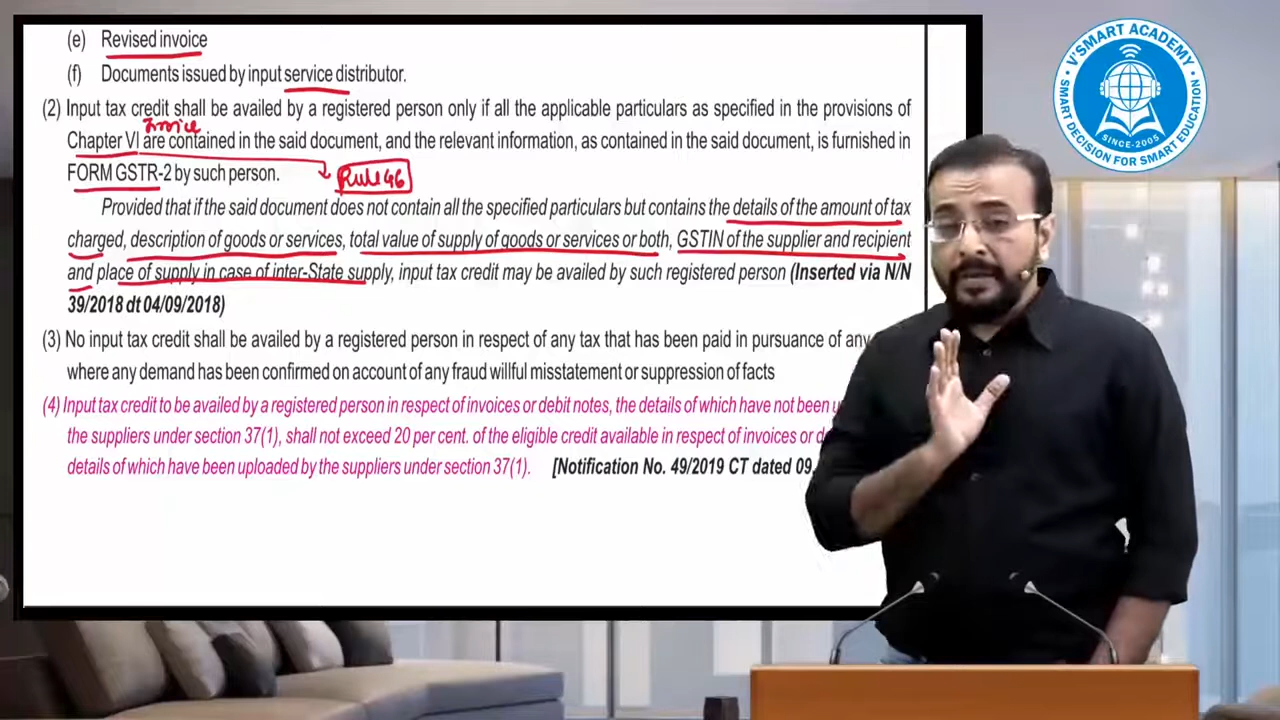 (e) Revised invoice
(f) Documents issued by input service distributor.
(2) Input tax credit shall be availed by a registered person only if all the applicable particulars as specified in the provisions of
invoice
Chapter VI are contained in the said document, and the relevant information, as contained in the said document, is furnished in
FORM GSTR-2 by such person.
Rule 46
Provided that if the said document does not contain all the specified particulars but contains the details of the amount of tax
charged, description of goods or services, total value of supply of goods or services or both, GSTIN of the supplier and recipient
and place of supply in case of inter-State supply, input tax credit may be availed by such registered person (Inserted via N/N
39/2018 dt 04/09/2018)
(3) No input tax credit shall be availed by a registered person in respect of any tax that has been paid in pursuance of any
where any demand has been confirmed on account of any fraud willful misstatement or suppression of facts
(4) Input tax credit to be availed by a registered person in respect of invoices or debit notes, the details of which have not been
the suppliers under section 37(1), shall not exceed 20 per cent. of the eligible credit available in respect of invoices or
details of which have been uploaded by the suppliers under section 37(1). [Notification No. 49/2019 CT dated 09
V'SMART ACADEMY
SINCE-2005
SMART DECISION FOR SMART EDUCATION